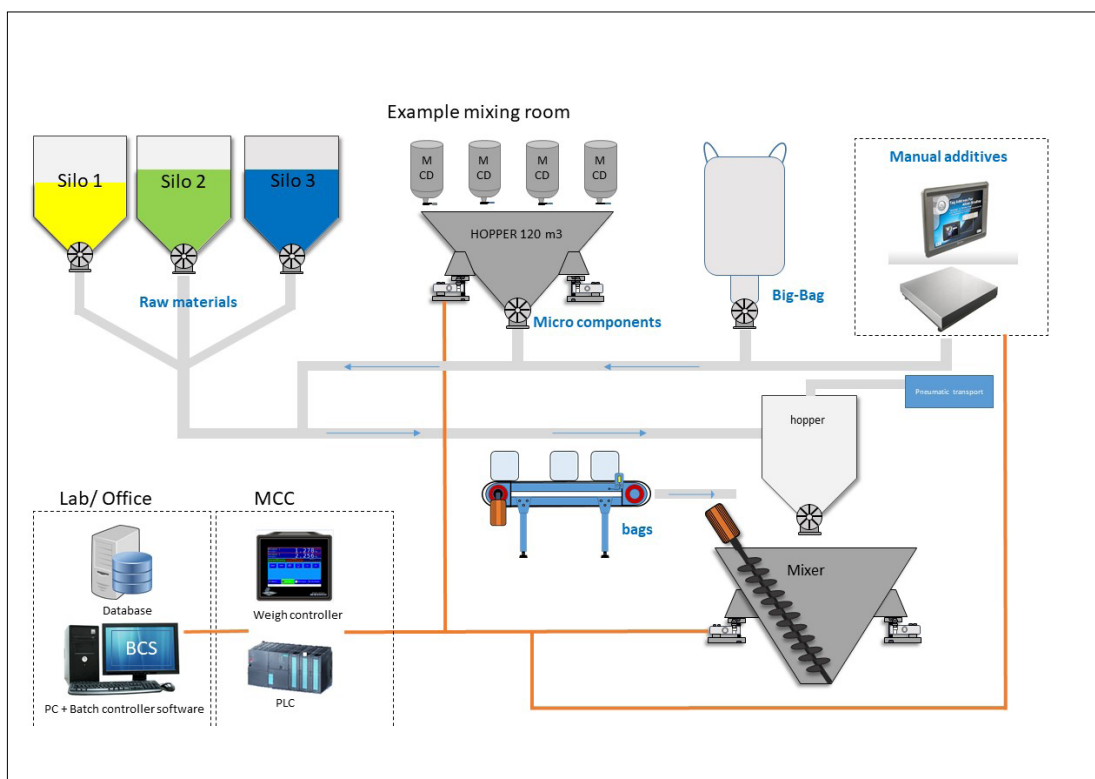 Example mixing room
Silo 1
Silo 2
Silo 3
M
CD
M
CD
M
CD
M
CD
Manual additives
HOPPER 120 m3
Raw materials
Micro components
Big-Bag
Pneumatic transport
hopper
Lab/ Office
MCC
bags
Mixer
Database
Weigh controller
BCS
PC + Batch controller software
PLC